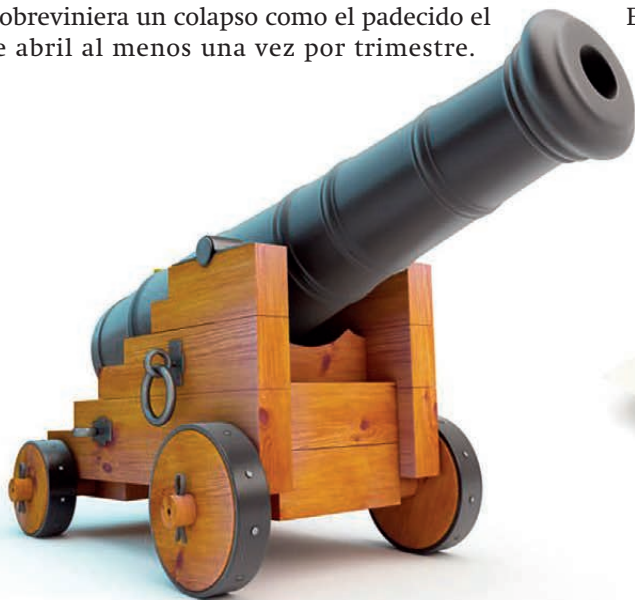 obreviniera un colapso como el padecido el
e abril al menos una vez por trimestre.
E